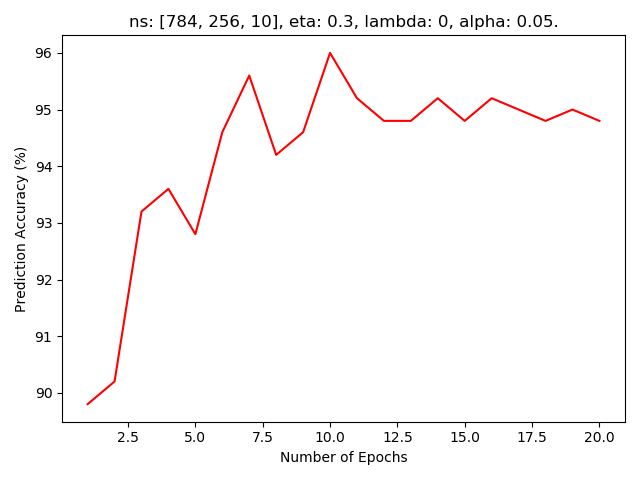 ns: [784, 256, 10], eta: 0.3, lambda: 0, alpha: 0.05.
Prediction Accuracy (%)
96
95
94
93
92
91
90
2.5 5.0 7.5 10.0 12.5 15.0 17.5 20.0
Number of Epochs